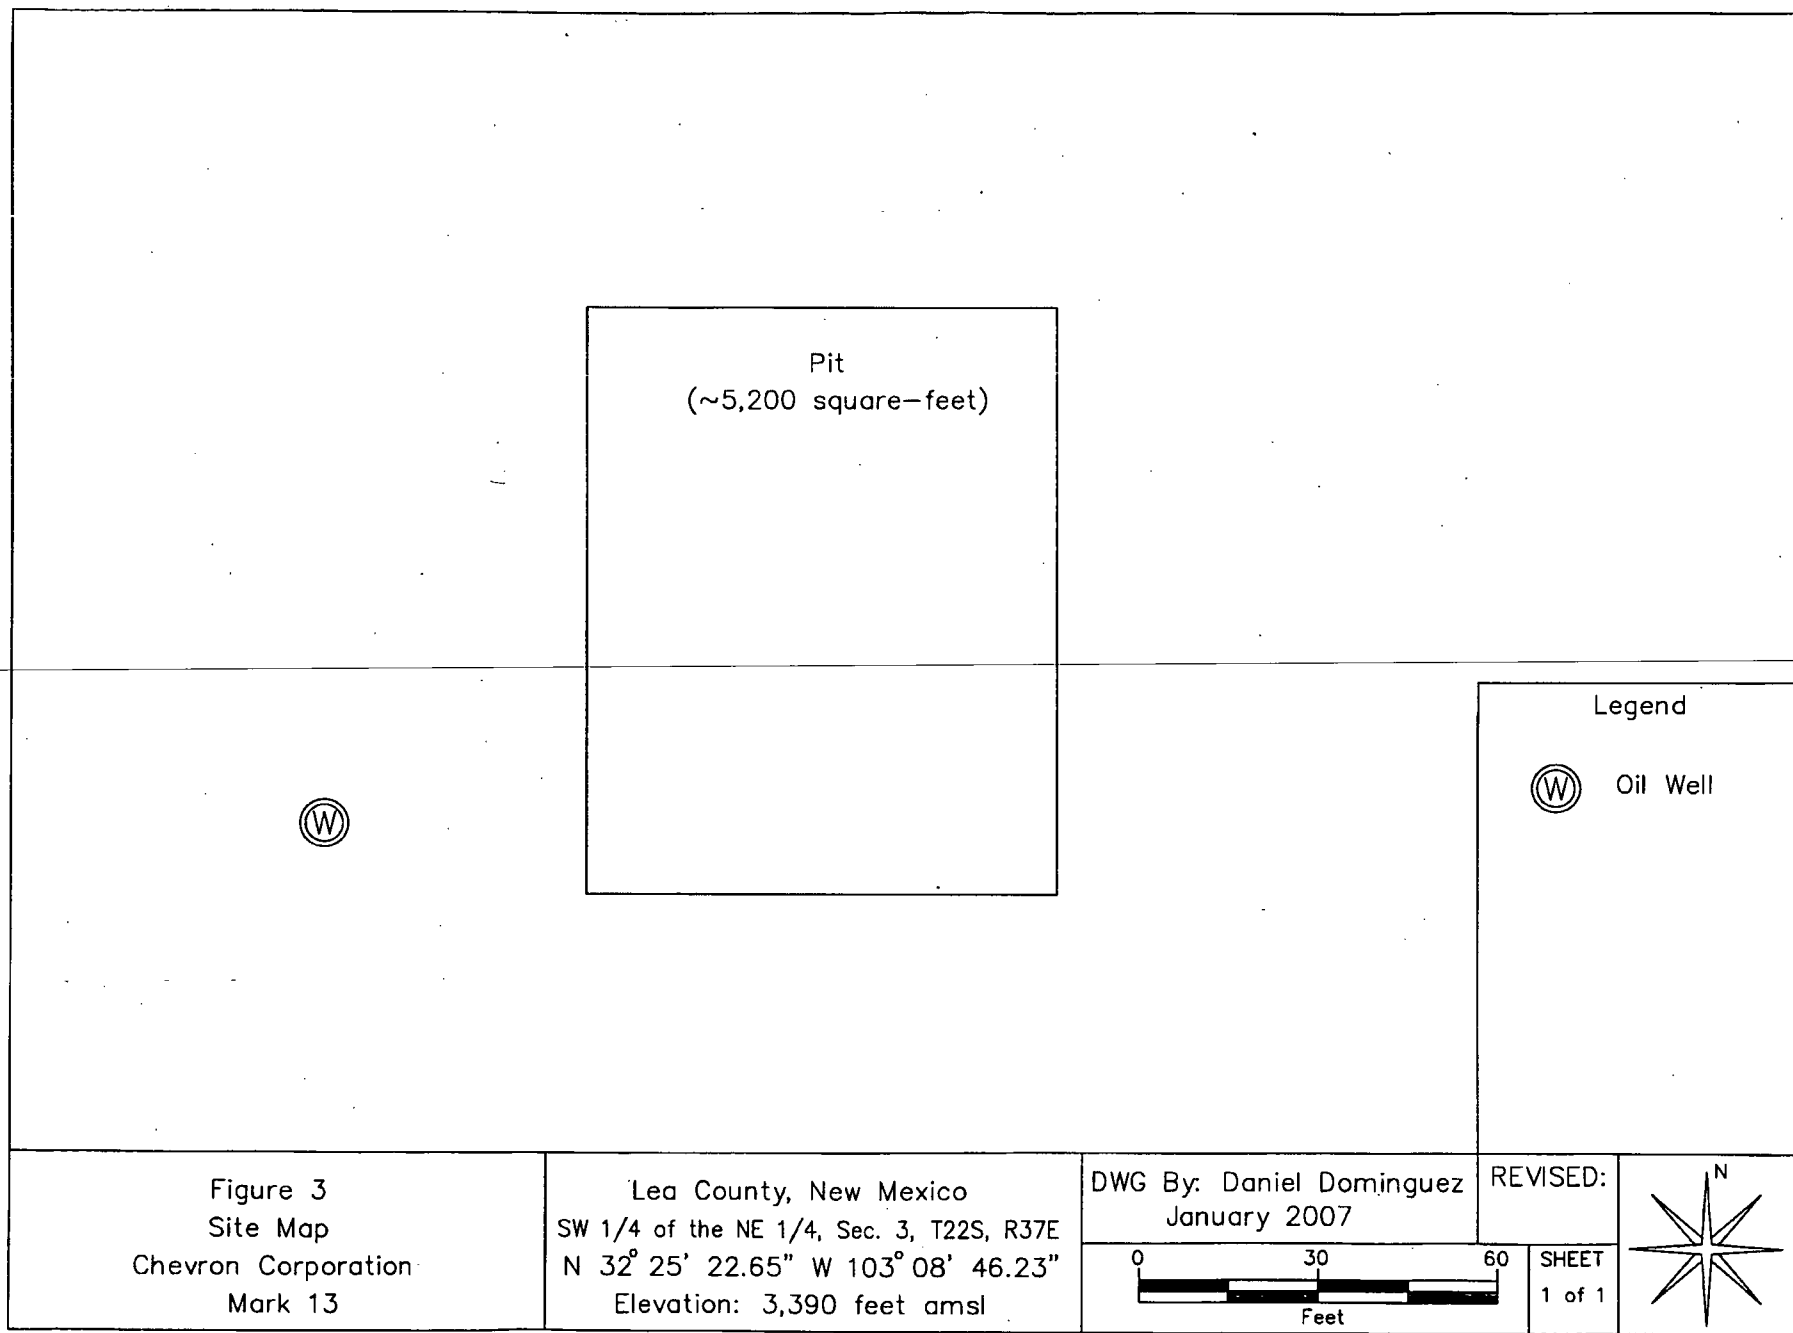 Pit
(~5,200 square-feet)
W
Legend
W Oil Well
Figure 3
Site Map
Chevron Corporation
Mark 13
Lea County, New Mexico
SW 1/4 of the NE 1/4, Sec. 3, T22S, R37E
N 32° 25' 22.65" W 103° 08' 46.23"
Elevation: 3,390 feet amsl
DWG By: Daniel Dominguez
January 2007
REVISED:
0 30 60
Feet
SHEET
1 of 1
N